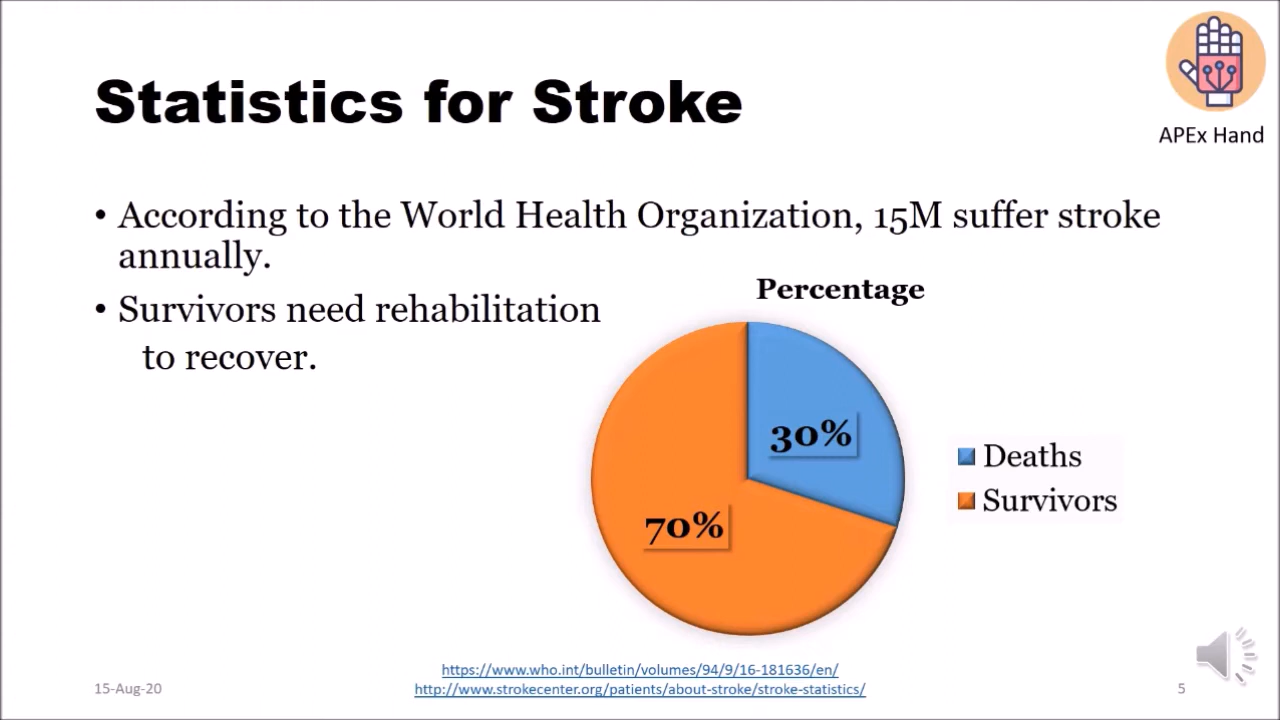 Statistics for Stroke
APEx Hand
• According to the World Health Organization, 15M suffer stroke
annually.
• Survivors need rehabilitation
to recover.
Percentage
30%
70%
Deaths
Survivors
https://www.who.int/bulletin/volumes/94/9/16-181636/en/
http://www.strokecenter.org/patients/about-stroke/stroke-statistics/
15-Aug-20
5